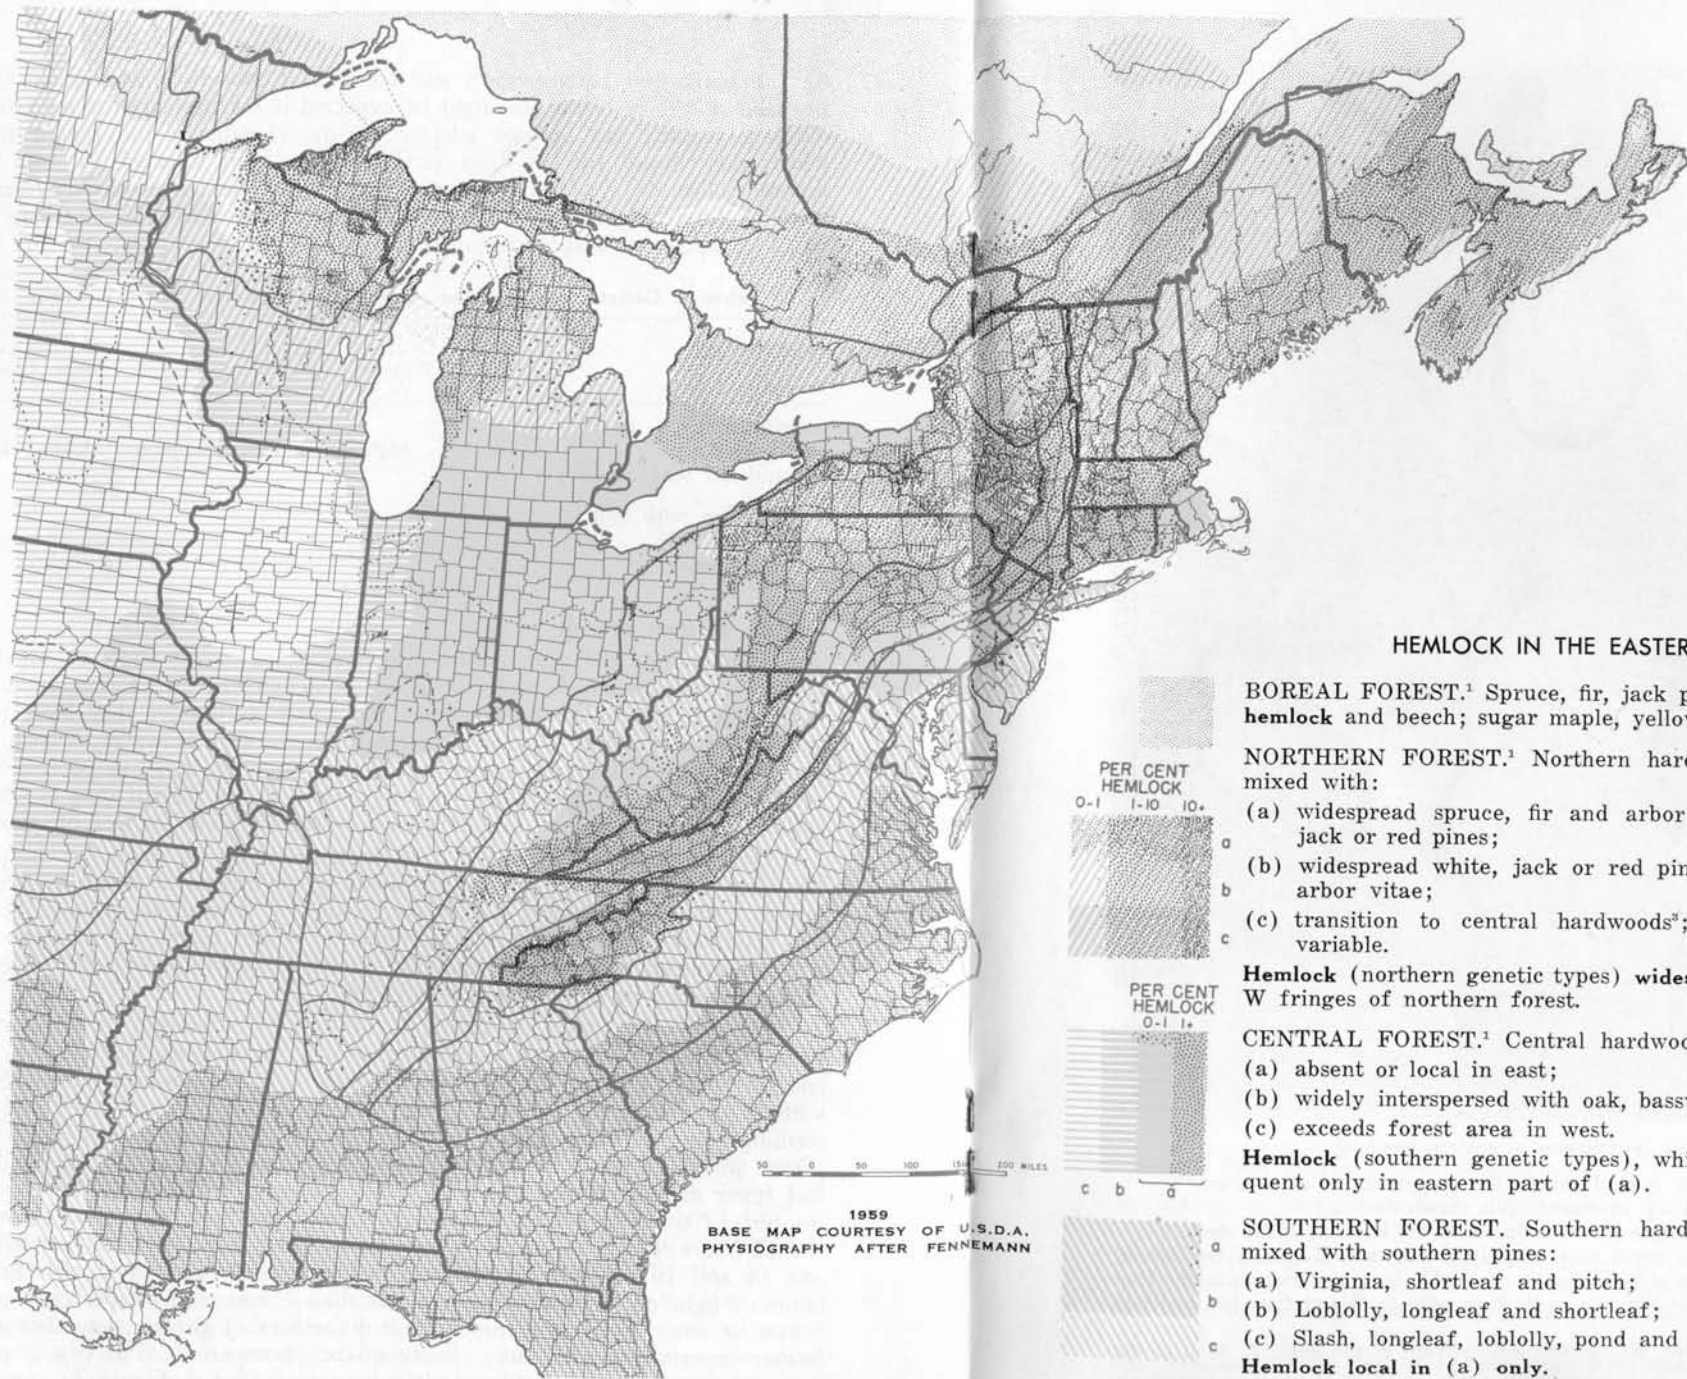 HEMLOCK IN THE EASTER
BOREAL FOREST.¹ Spruce, fir, jack p
hemlock and beech; sugar maple, yello
NORTHERN FOREST.¹ Northern hard
mixed with:
(a) widespread spruce, fir and arbor
jack or red pines;
(b) widespread white, jack or red pin
arbor vitae;
(c) transition to central hardwoods³;
variable.
Hemlock (northern genetic types) wides
W fringes of northern forest.
CENTRAL FOREST.¹ Central hardwoo
(a) absent or local in east;
(b) widely interspersed with oak, bassw
(c) exceeds forest area in west.
Hemlock (southern genetic types), whi
quent only in eastern part of (a).
SOUTHERN FOREST. Southern hard
mixed with southern pines:
(a) Virginia, shortleaf and pitch;
(b) Loblolly, longleaf and shortleaf;
(c) Slash, longleaf, loblolly, pond and
Hemlock local in (a) only.
PER CENT
HEMLOCK
0-1 1-10 10+
a
b
c
PER CENT
HEMLOCK
0-1 1+
c b a
a
b
c
50 0 50 100 150 200 MILES
1959
BASE MAP COURTESY OF U.S.D.A.
PHYSIOGRAPHY AFTER FENNEMANN